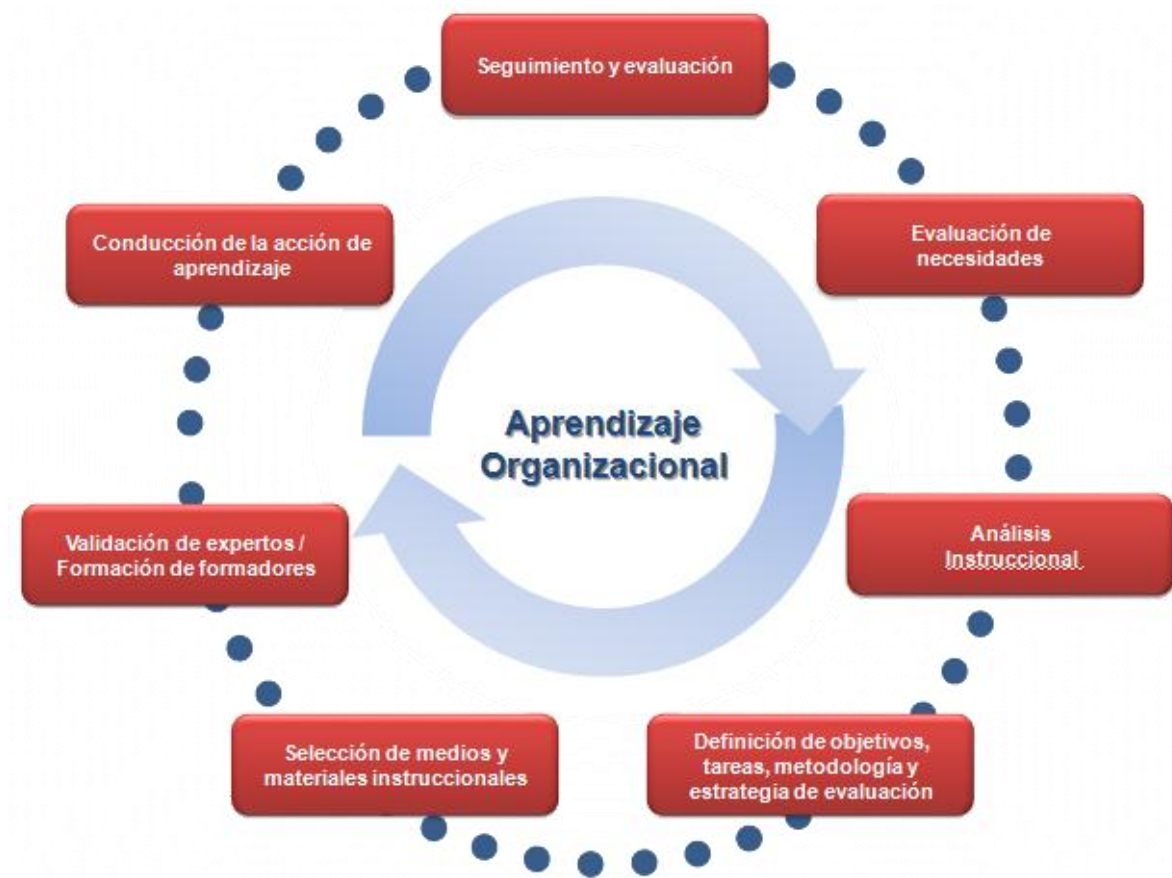 Seguimiento y evaluación
Evaluación de
necesidades
Análisis
Instruccional
Definición de objetivos,
tareas, metodología y
estrategia de evaluación
Selección de medios y
materiales instruccionales
Validación de expertos /
Formación de formadores
Conducción de la acción de
aprendizaje
Aprendizaje
Organizacional